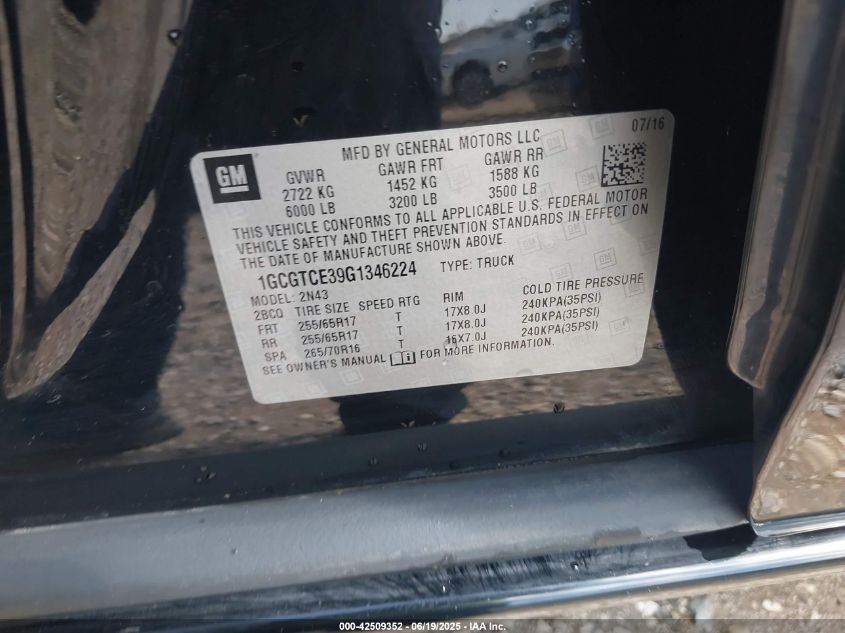 07/16
GM
MFD BY GENERAL MOTORS LLC
GVWR GAWR FRT GAWR RR
2722 KG 1452 KG 1588 KG
6000 LB 3200 LB 3500 LB
THIS VEHICLE CONFORMS TO ALL APPLICABLE U.S. FEDERAL MOTOR
VEHICLE SAFETY AND THEFT PREVENTION STANDARDS IN EFFECT ON
THE DATE OF MANUFACTURE SHOWN ABOVE.
1GCGTCE39G1346224 TYPE: TRUCK
MODEL: 2N43
2BCO TIRE SIZE SPEED RTG RIM COLD TIRE PRESSURE
FRT 255/65R17 T 17X8.0J 240KPA(35PSI)
RR 255/65R17 T 17X8.0J 240KPA(35PSI)
SPA 265/70R16 T 16X7.0J 240KPA(35PSI)
SEE OWNER'S MANUAL FOR MORE INFORMATION.
000-42509352 - 06/19/2025 - IAA Inc.